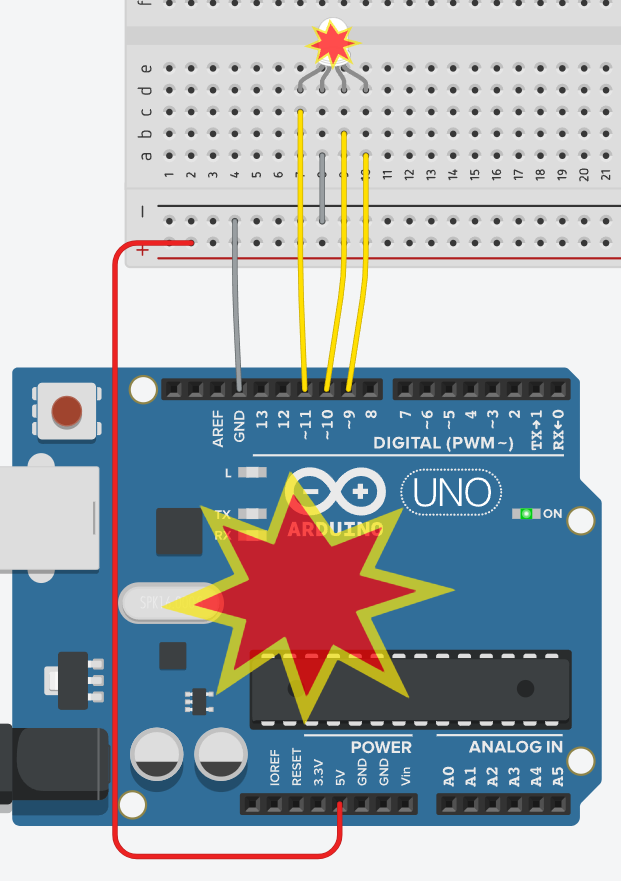 f
e
d
c
b
a
1 2 3 4 5 6 7 8 9 10 11 12 13 14 15 16 17 18 19 20 21
−
+
AREF GND 13 12 ~11 ~10 ~9 8 7 ~6 ~5 4 ~3 2 TX→1 RX←0
DIGITAL (PWM~)
L
TX
RX
UNO
ON
ARDUINO
POWER ANALOG IN
IOREF RESET 3.3V 5V GND GND Vin A0 A1 A2 A3 A4 A5